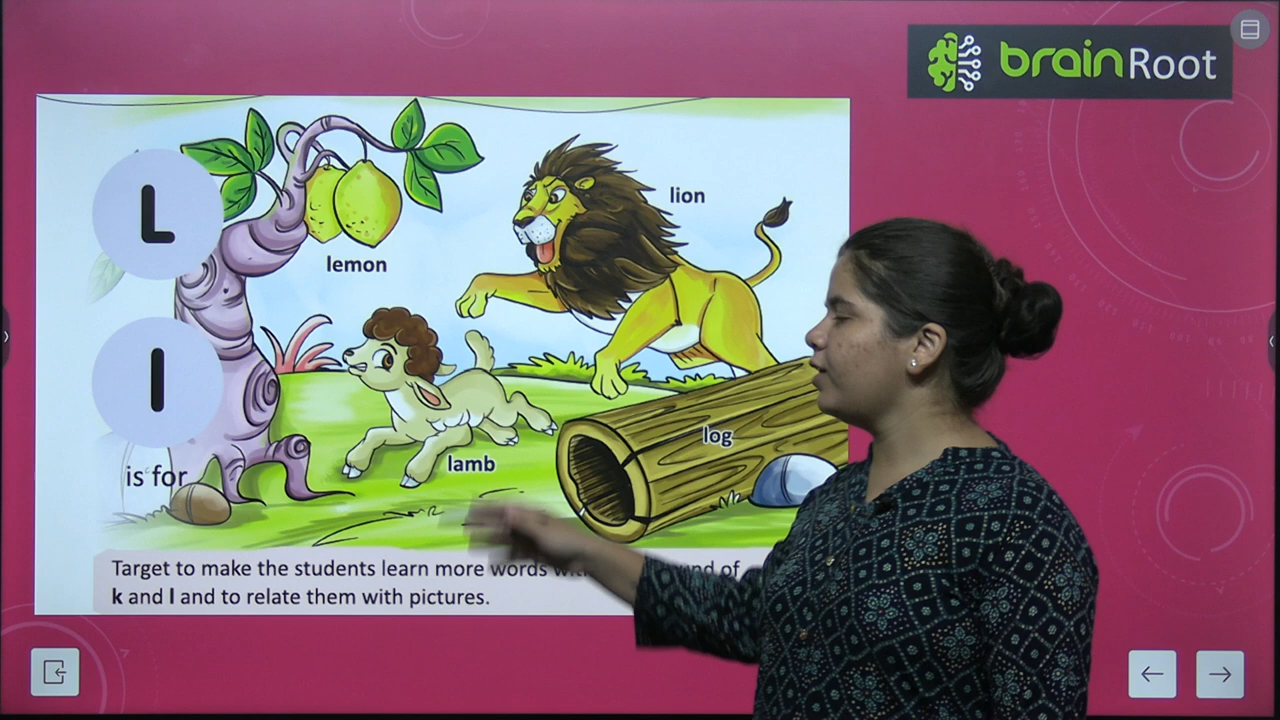 brainRoot
L
lion
lemon
l
log
lamb
is for
Target to make the students learn more words of
k and l and to relate them with pictures.